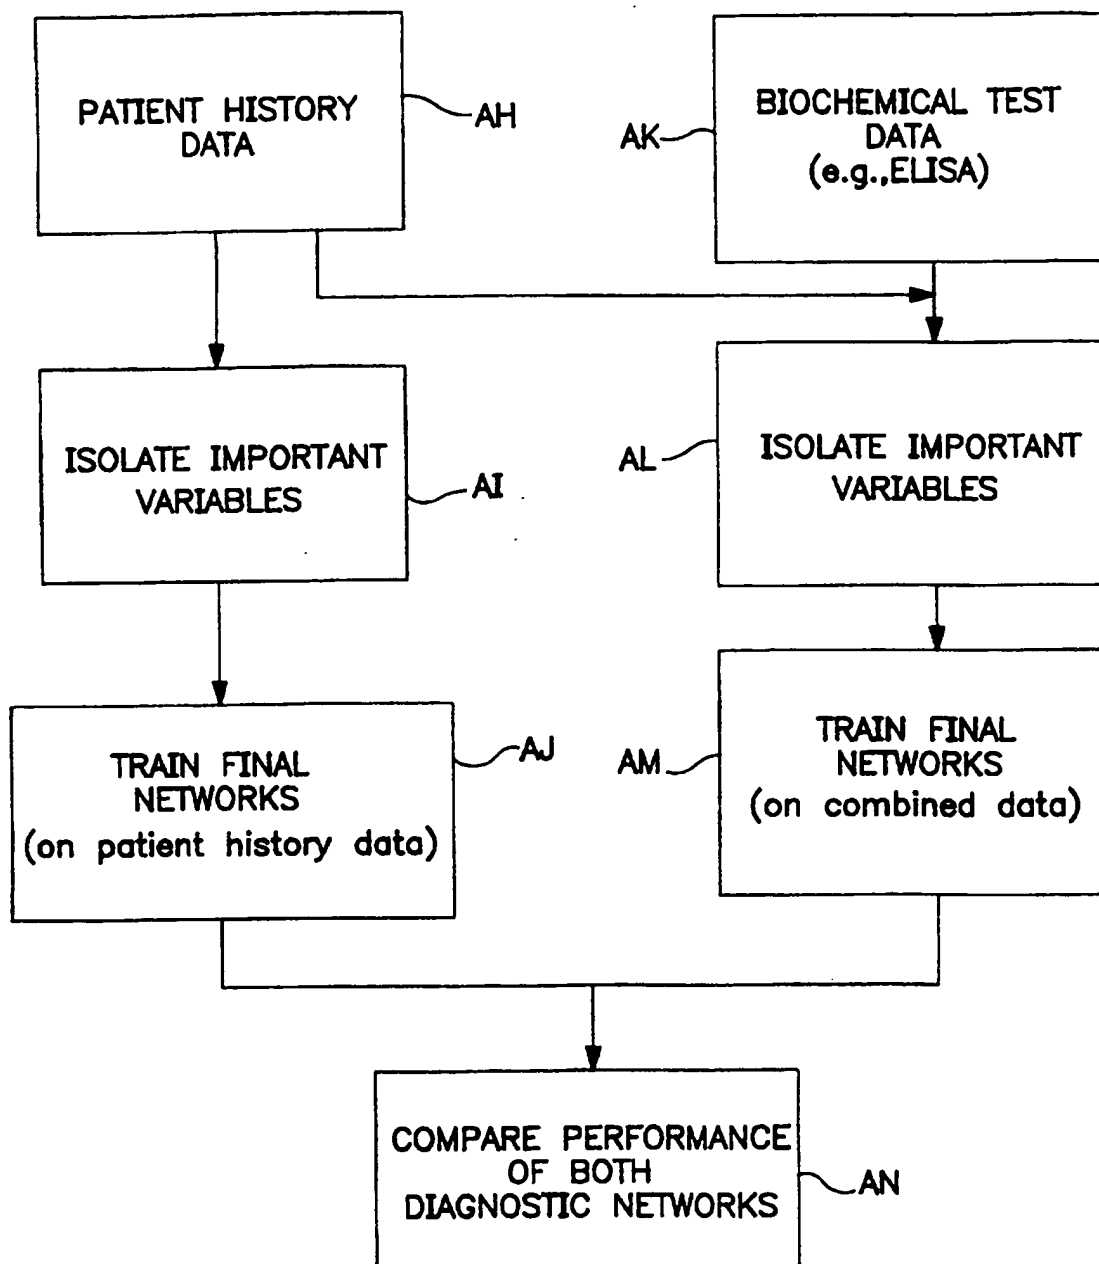 PATIENT HISTORY
DATA
AH
AK
BIOCHEMICAL TEST
DATA
(e.g.,ELISA)
ISOLATE IMPORTANT
VARIABLES
AI
AL
ISOLATE IMPORTANT
VARIABLES
TRAIN FINAL
NETWORKS
(on patient history data)
AJ
AM
TRAIN FINAL
NETWORKS
(on combined data)
COMPARE PERFORMANCE
OF BOTH
DIAGNOSTIC NETWORKS
AN